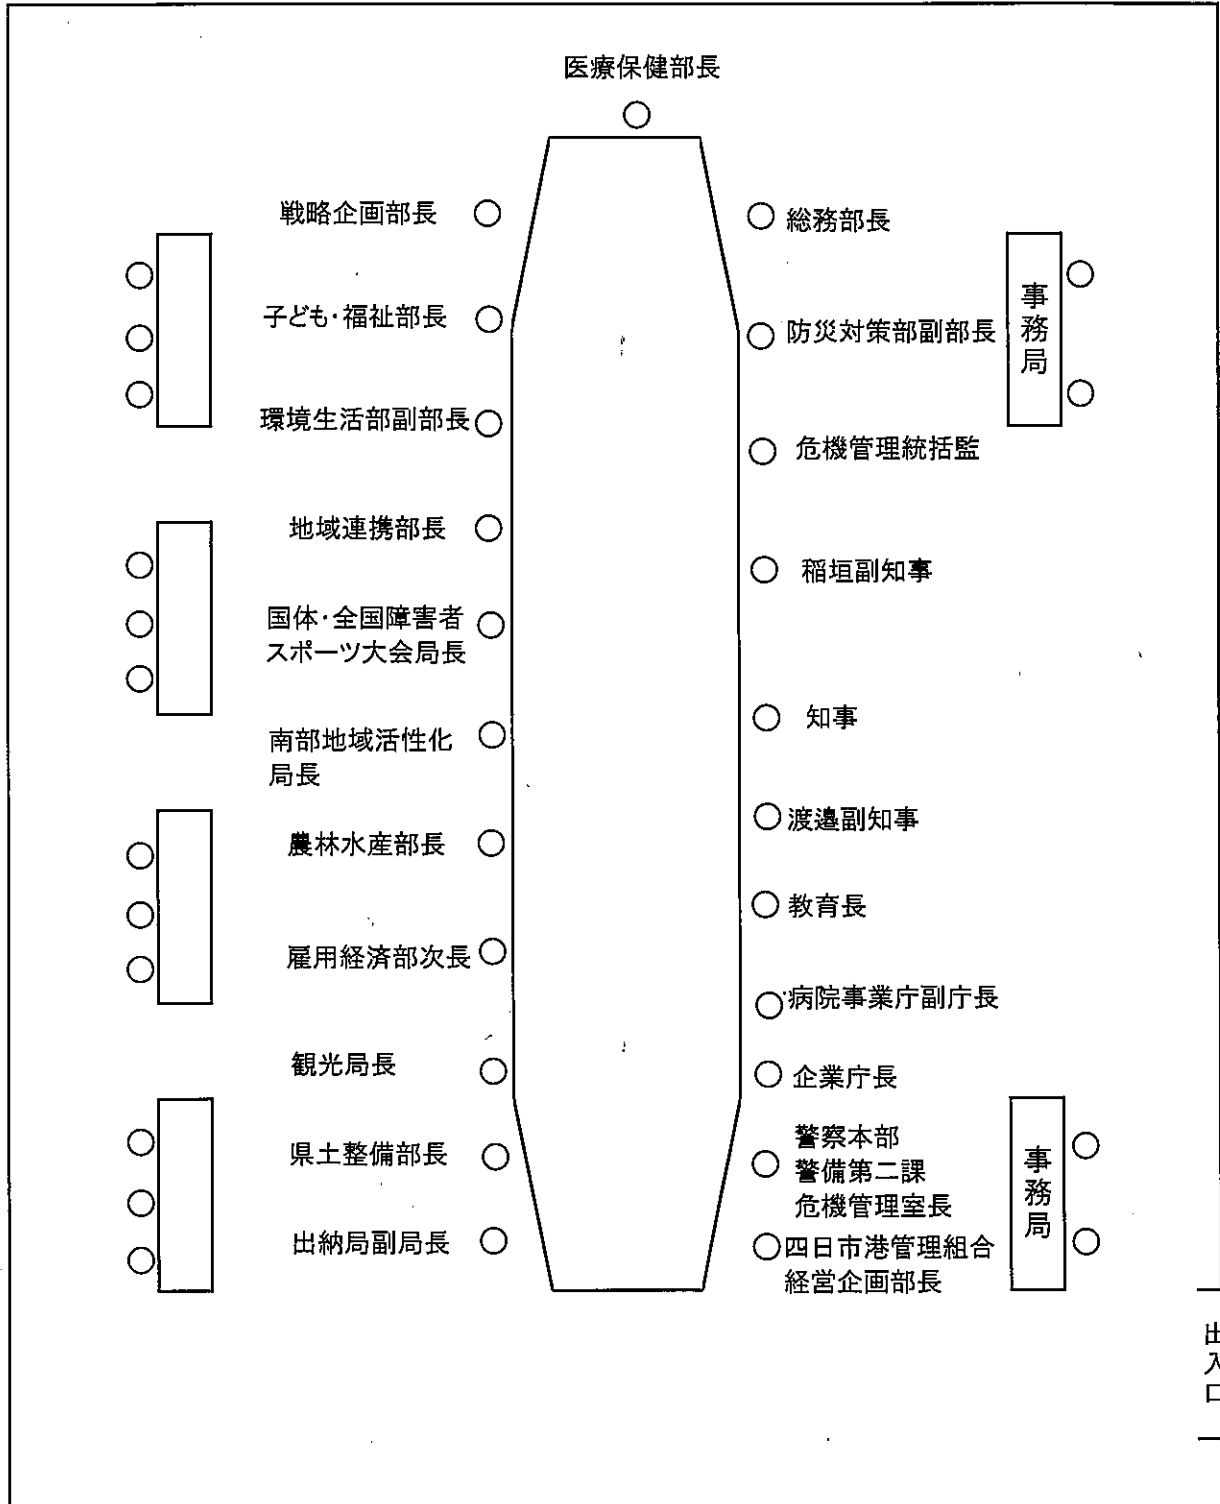 医療保健部長
戦略企画部長
子ども・福祉部長
環境生活部副部長
地域連携部長
国体・全国障害者
スポーツ大会局長
南部地域活性化
局長
農林水産部長
雇用経済部次長
観光局長
県土整備部長
出納局副局長
総務部長
防災対策部副部長
危機管理統括監
稲垣副知事
知事
渡邉副知事
教育長
病院事業庁副庁長
企業庁長
警察本部
警備第二課
危機管理室長
四日市港管理組合
経営企画部長
事務局
事務局
出入口